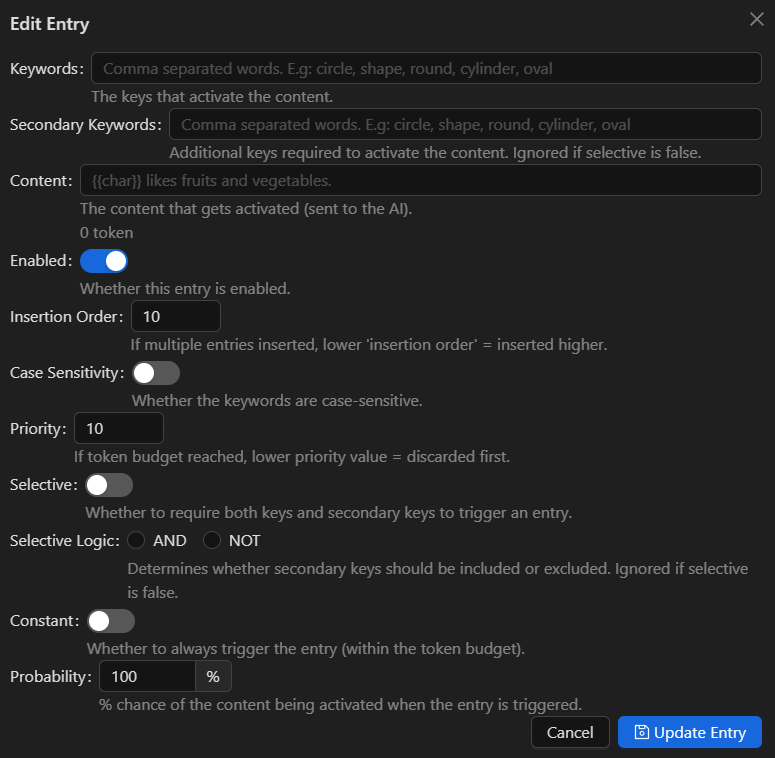 Edit Entry
Keywords: Comma separated words. E.g: circle, shape, round, cylinder, oval
The keys that activate the content.
Secondary Keywords: Comma separated words. E.g: circle, shape, round, cylinder, oval
Additional keys required to activate the content. Ignored if selective is false.
Content: {{char}} likes fruits and vegetables.
The content that gets activated (sent to the AI).
0 token
Enabled:
Whether this entry is enabled.
Insertion Order: 10
If multiple entries inserted, lower 'insertion order' = inserted higher.
Case Sensitivity:
Whether the keywords are case-sensitive.
Priority: 10
If token budget reached, lower priority value = discarded first.
Selective:
Whether to require both keys and secondary keys to trigger an entry.
Selective Logic: AND NOT
Determines whether secondary keys should be included or excluded. Ignored if selective
is false.
Constant:
Whether to always trigger the entry (within the token budget).
Probability: 100 %
% chance of the content being activated when the entry is triggered.
Cancel Update Entry